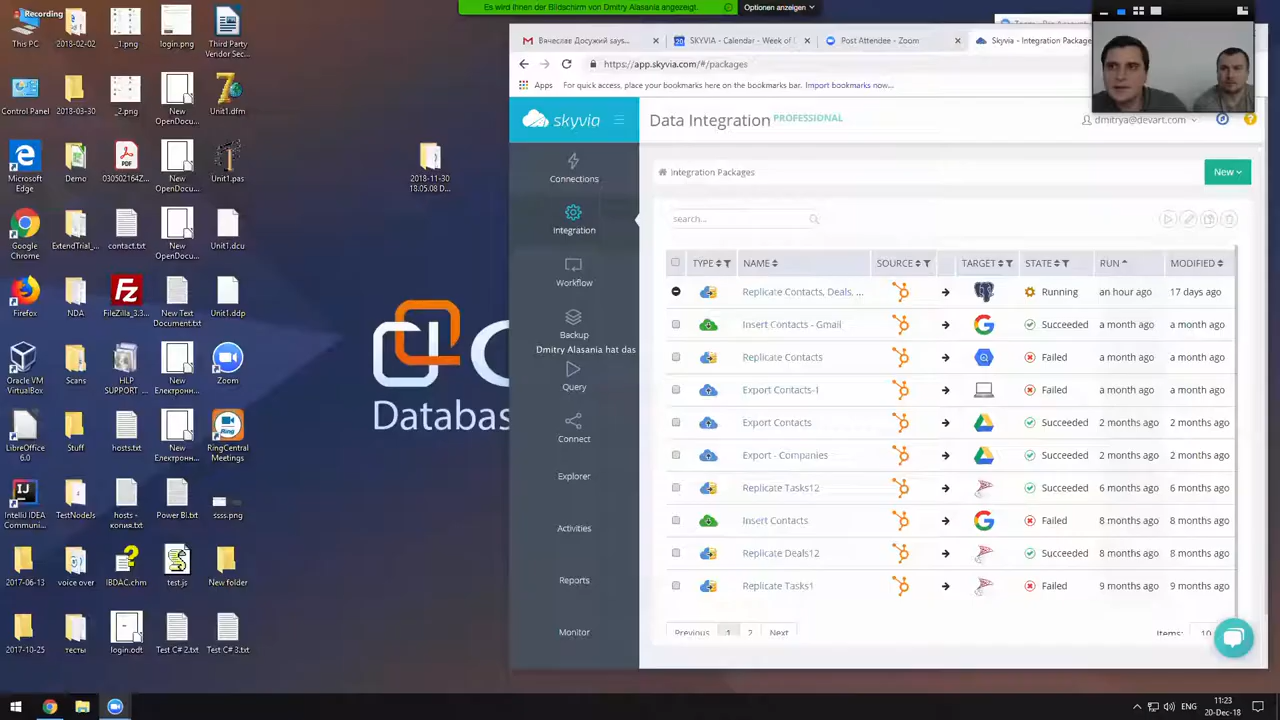 Es wird Ihnen der Bildschirm von Dmitry Alasania angezeigt.
Optionen anzeigen
Recording
This PC
2018-02-02
_1.png
login.png
Third Party Vendor Sec...
Control Panel
2018-03-30
_2.png
New OpenDocu...
1.dfm
Microsoft Edge
Demo
030502164Z...
New OpenDocu...
Unit1.pas
Google Chrome
ExtendTrial_...
contact.txt
New OpenDocu...
Unit1.dcu
Firefox
NDA
FileZilla_3.3...
New Text Document.txt
Unit1.ddp
Oracle VM VirtualBox
Scans
HLP SUPPORT_...
New Електронн...
Zoom
LibreOffice 6.0
Stuff
hosts.txt
New Електронн...
RingCentral Meetings
IntelliJ IDEA Communi...
TestNodeJs
hosts - копия.txt
Power BI.txt
ssss.png
2017-06-13
voice over
IBDAC.chm
test.js
New folder
2017-10-25
тесты
login.odt
Test C# 2.txt
Test C# 3.txt
2018-11-30 18.05.08 D...
Databas
Вячеслав Досужий says...
SKYVIA - Calendar - Week of
Post Attendee - Zoom
Skyvia - Integration Package
https://app.skyvia.com/#/packages
Apps
For quick access, place your bookmarks here on the bookmarks bar. Import bookmarks now...
skyvia
Data Integration PROFESSIONAL
dmitrya@devart.com
Connections
Integration
Workflow
Backup
Dmitry Alasania hat das
Query
Connect
Explorer
Activities
Reports
Monitor
Integration Packages
New
search...
TYPE NAME SOURCE TARGET STATE RUN MODIFIED
Replicate Contacts, Deals, ... Running an hour ago 17 days ago
Insert Contacts - Gmail Succeeded a month ago a month ago
Replicate Contacts Failed a month ago a month ago
Export Contacts-1 Failed a month ago a month ago
Export Contacts Succeeded 2 months ago 2 months ago
Export - Companies Succeeded 2 months ago 2 months ago
Replicate Tasks12 Succeeded 6 months ago 6 months ago
Insert Contacts Failed 8 months ago 8 months ago
Replicate Deals12 Succeeded 8 months ago 8 months ago
Replicate Tasks1 Failed 9 months ago 9 months ago
Previous 1 2 Next
Items: 10
ENG
11:23
20-Dec-18